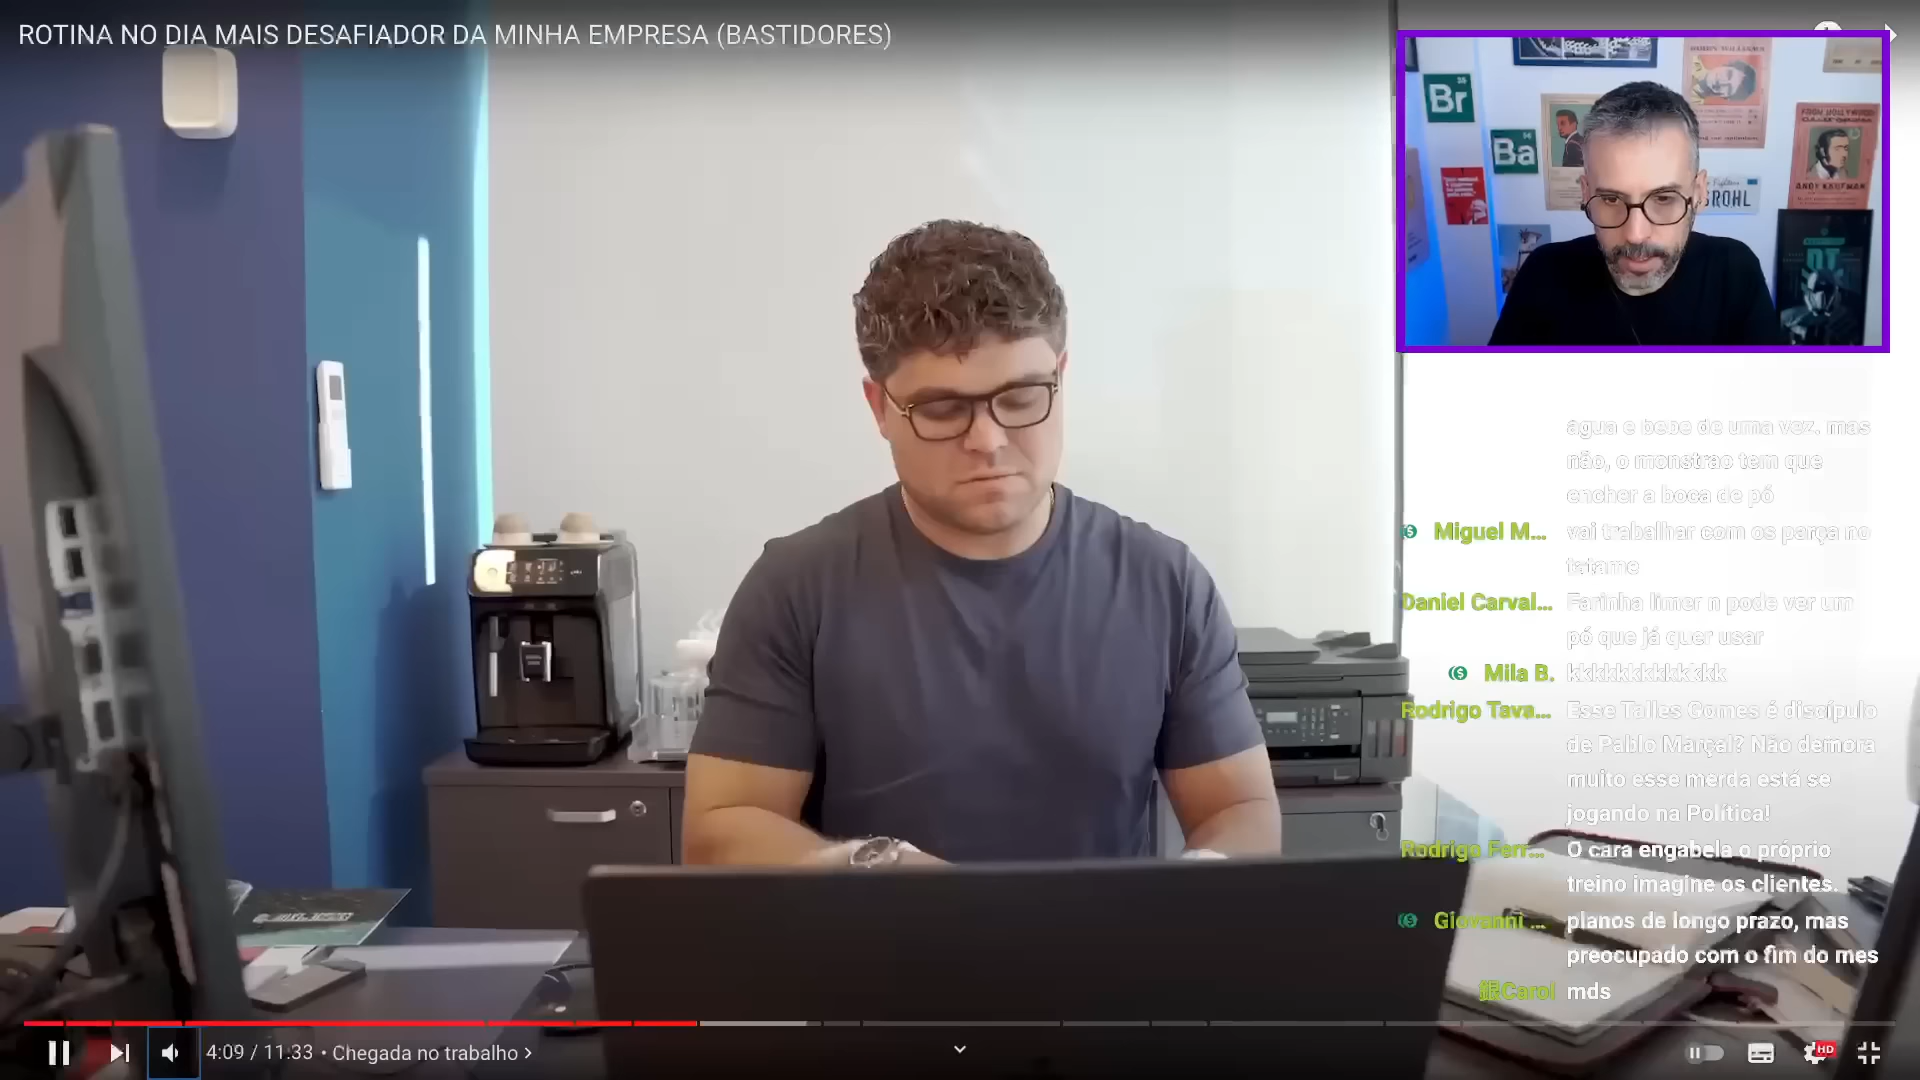 ROTINA NO DIA MAIS DESAFIADOR DA MINHA EMPRESA (BASTIDORES)
Br
35
Ba
ANDY KAUFMAN
GROHL
agua e bebe de uma vez. mas
não, o monstrao tem que
encher a boca de pó
Miguel M... vai trabalhar com os parça no
tatame
Daniel Carval... Farinha limer n pode ver um
pó que já quer usar
Mila B. kkkkkkkkkkkkk
Rodrigo Tava... Esse Talles Gomes é discípulo
de Pablo Marçal? Não demora
muito esse merda está se
jogando na Política!
Rodrigo Ferr... O cara engabela o próprio
treino imagine os clientes.
Giovanni ... planos de longo prazo, mas
preocupado com o fim do mes
Carol mds
4:09 / 11:33 • Chegada no trabalho >
HD